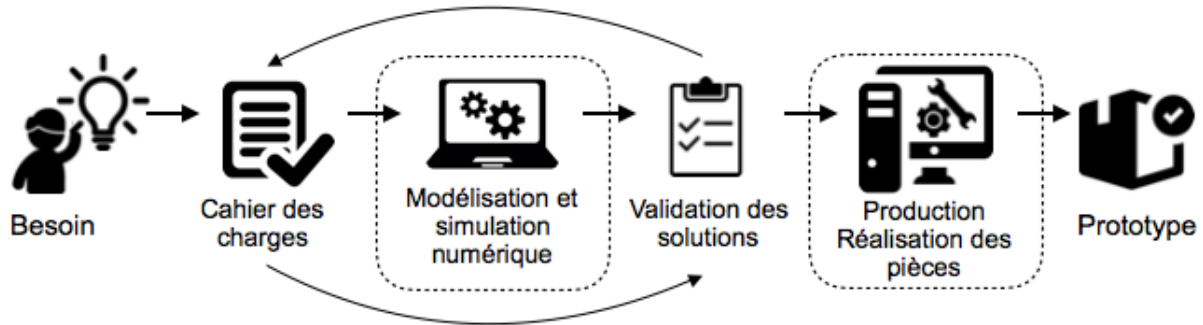 Besoin
Cahier des
charges
Modélisation et
simulation
numérique
Validation des
solutions
Production
Réalisation des
pièces
Prototype